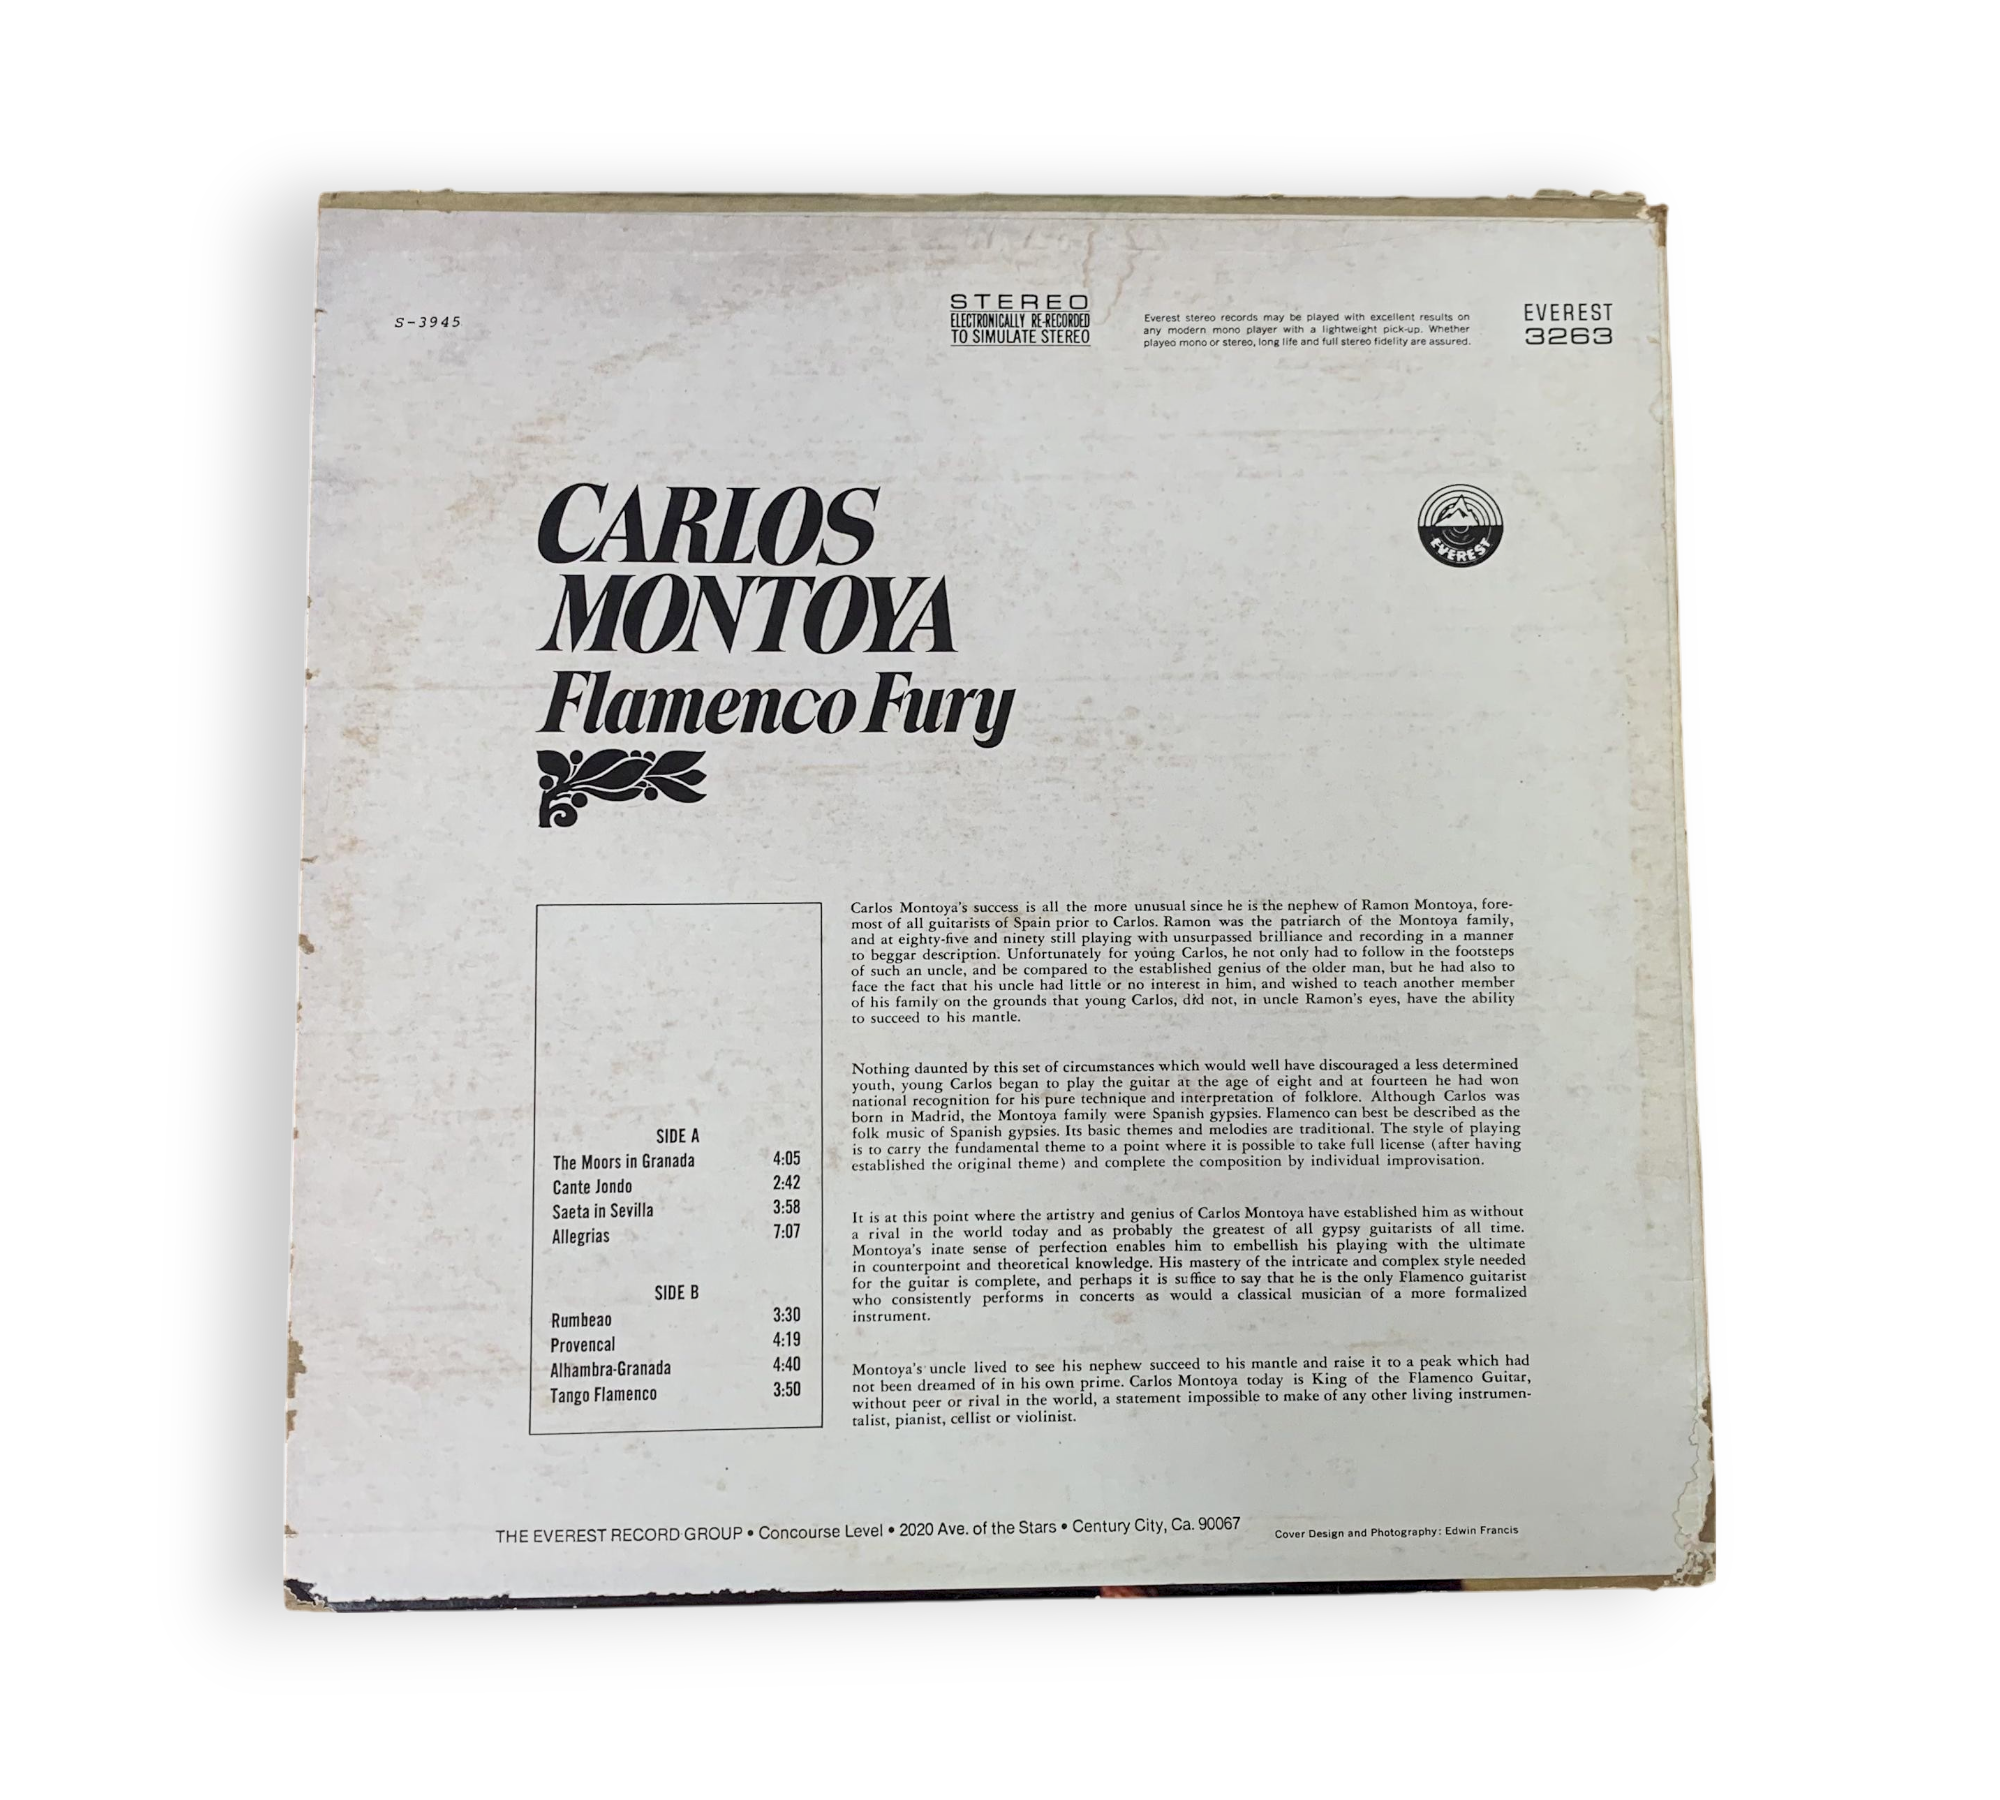 S-3945
STEREO
ELECTRONICALLY RE-RECORDED
TO SIMULATE STEREO
Everest stereo records may be played with excellent results on
any modern mono player with a lightweight pick-up. Whether
played mono or stereo, long life and full stereo fidelity are assured.
EVEREST
3263
CARLOS
MONTOYA
Flamenco Fury
EVEREST
SIDE A
The Moors in Granada 4:05
Cante Jondo 2:42
Saeta in Sevilla 3:58
Allegrias 7:07
SIDE B
Rumbeao 3:30
Provencal 4:19
Alhambra-Granada 4:40
Tango Flamenco 3:50
Carlos Montoya's success is all the more unusual since he is the nephew of Ramon Montoya, fore-
most of all guitarists of Spain prior to Carlos. Ramon was the patriarch of the Montoya family,
and at eighty-five and ninety still playing with unsurpassed brilliance and recording in a manner
to beggar description. Unfortunately for young Carlos, he not only had to follow in the footsteps
of such an uncle, and be compared to the established genius of the older man, but he had also to
face the fact that his uncle had little or no interest in him, and wished to teach another member
of his family on the grounds that young Carlos, did not, in uncle Ramon's eyes, have the ability
to succeed to his mantle.
Nothing daunted by this set of circumstances which would well have discouraged a less determined
youth, young Carlos began to play the guitar at the age of eight and at fourteen he had won
national recognition for his pure technique and interpretation of folklore. Although Carlos was
born in Madrid, the Montoya family were Spanish gypsies. Flamenco can best be described as the
folk music of Spanish gypsies. Its basic themes and melodies are traditional. The style of playing
is to carry the fundamental theme to a point where it is possible to take full license (after having
established the original theme) and complete the composition by individual improvisation.
It is at this point where the artistry and genius of Carlos Montoya have established him as without
a rival in the world today and as probably the greatest of all gypsy guitarists of all time.
Montoya's inate sense of perfection enables him to embellish his playing with the ultimate
in counterpoint and theoretical knowledge. His mastery of the intricate and complex style needed
for the guitar is complete, and perhaps it is suffice to say that he is the only Flamenco guitarist
who consistently performs in concerts as would a classical musician of a more formalized
instrument.
Montoya's uncle lived to see his nephew succeed to his mantle and raise it to a peak which had
not been dreamed of in his own prime. Carlos Montoya today is King of the Flamenco Guitar,
without peer or rival in the world, a statement impossible to make of any other living instrumen-
talist, pianist, cellist or violinist.
THE EVEREST RECORD GROUP • Concourse Level • 2020 Ave. of the Stars • Century City, Ca. 90067
Cover Design and Photography: Edwin Francis